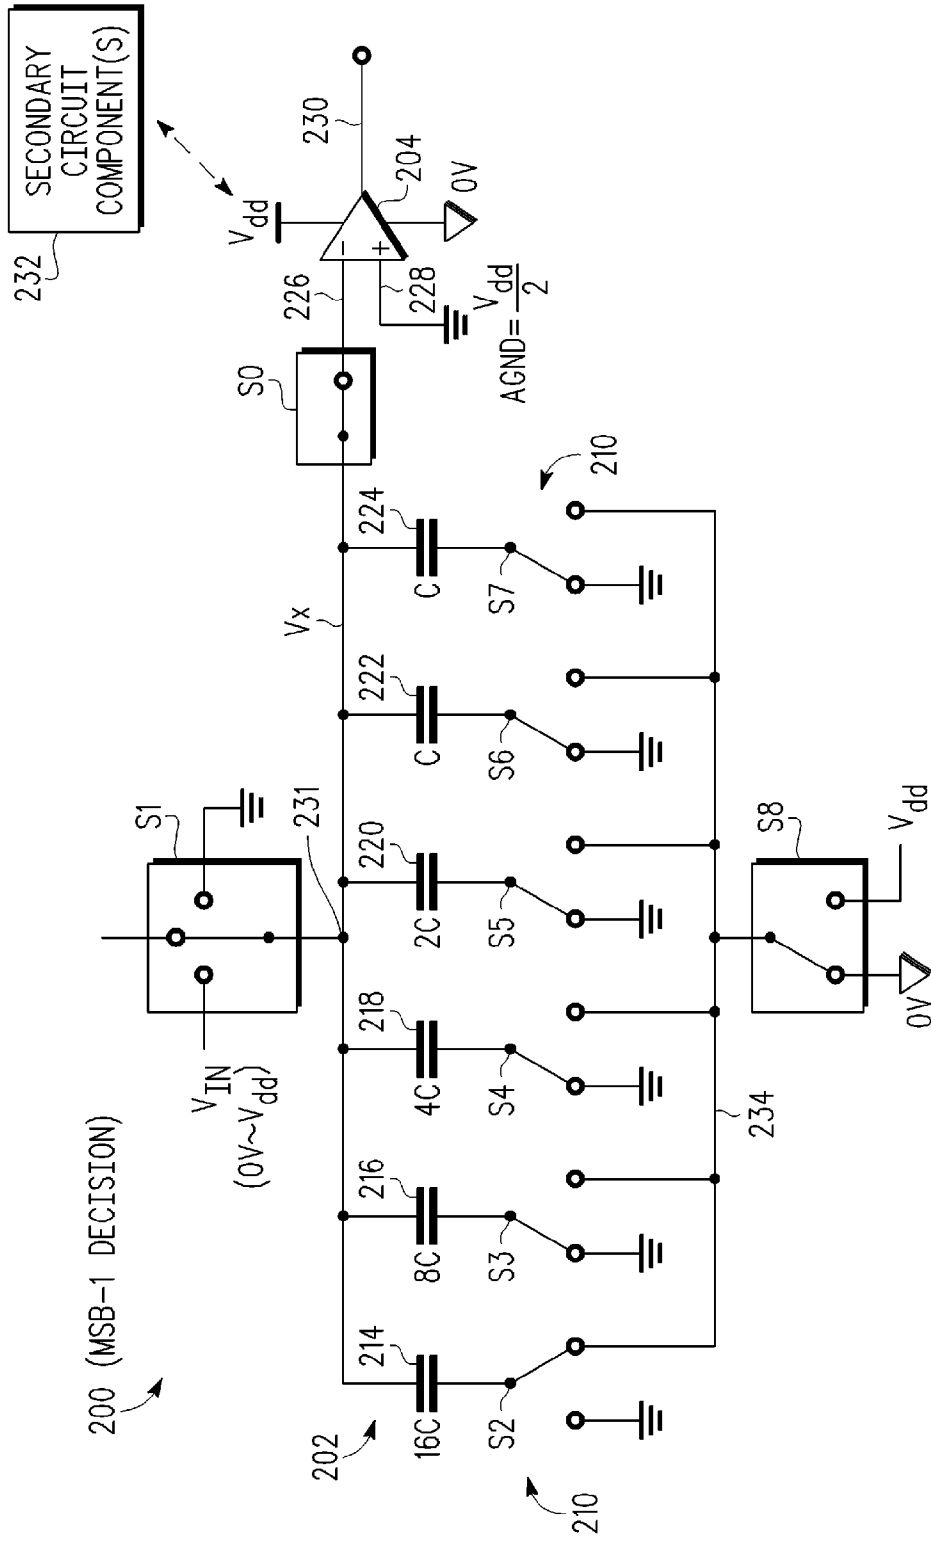 200 (MSB-1 DECISION)
SECONDARY
CIRCUIT
COMPONENT(S)
232
S1
VIN
(0V~Vdd)
231
Vx
S0
226
228
Vdd
204
230
0V
AGND=Vdd/2
202
214
216
218
220
222
224
16C
8C
4C
2C
C
C
S2
S3
S4
S5
S6
S7
210
210
234
S8
0V
Vdd